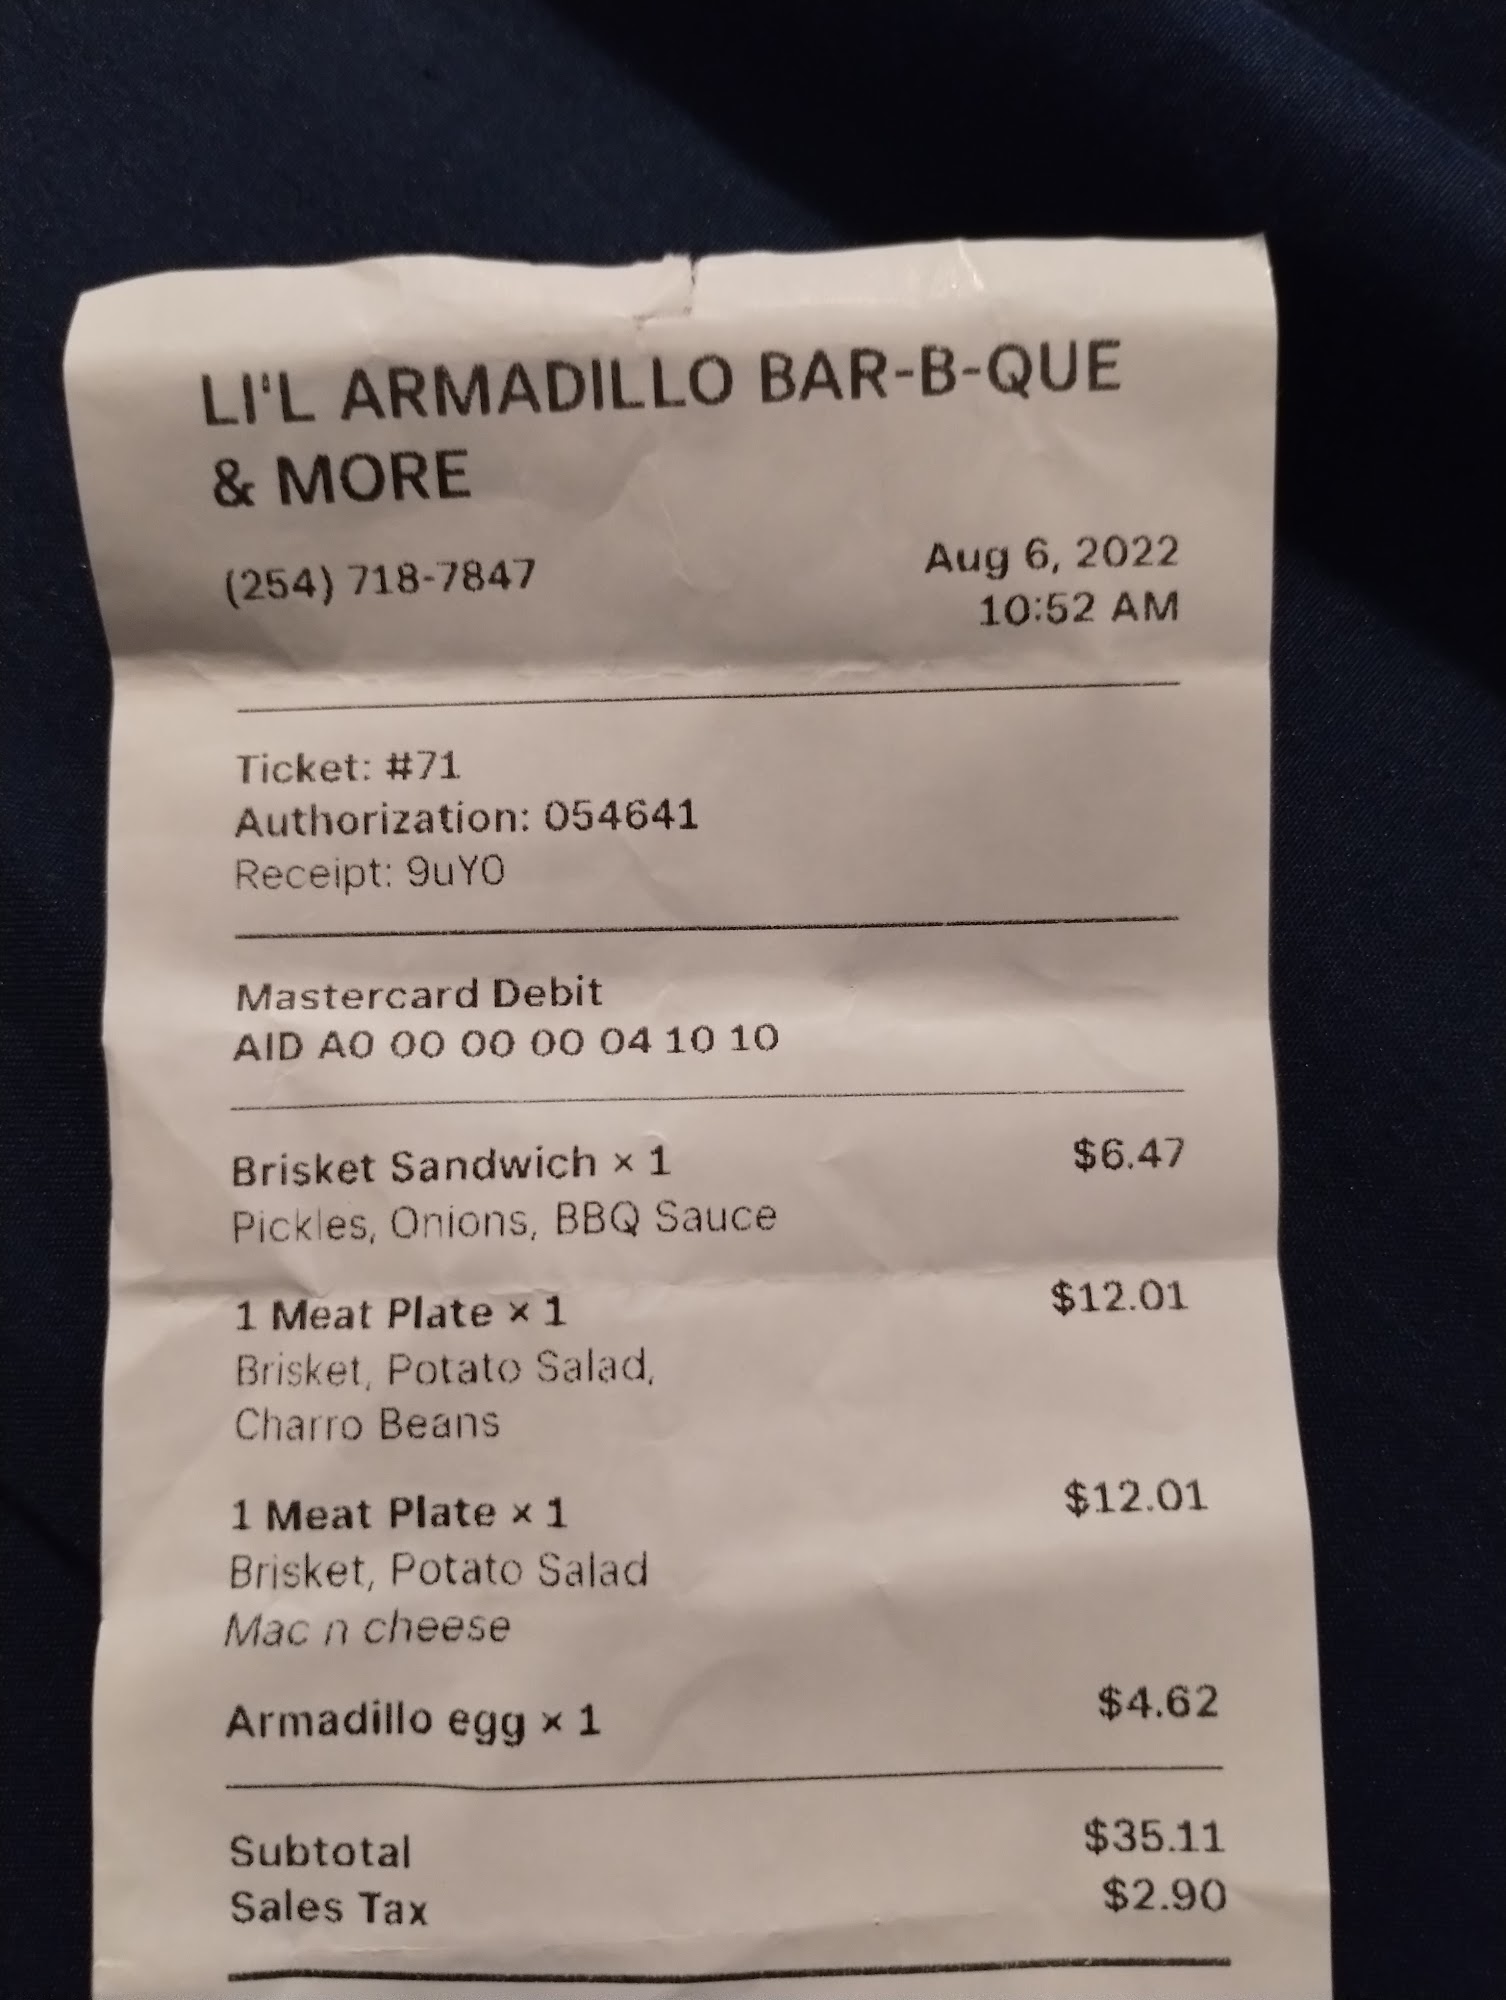 LI'L ARMADILLO BAR-B-QUE
& MORE
(254) 718-7847
Aug 6, 2022
10:52 AM
Ticket: #71
Authorization: 054641
Receipt: 9uY0
Mastercard Debit
AID A0 00 00 00 04 10 10
Brisket Sandwich × 1 $6.47
Pickles, Onions, BBQ Sauce
1 Meat Plate × 1 $12.01
Brisket, Potato Salad,
Charro Beans
1 Meat Plate × 1 $12.01
Brisket, Potato Salad
Mac n cheese
Armadillo egg × 1 $4.62
Subtotal $35.11
Sales Tax $2.90